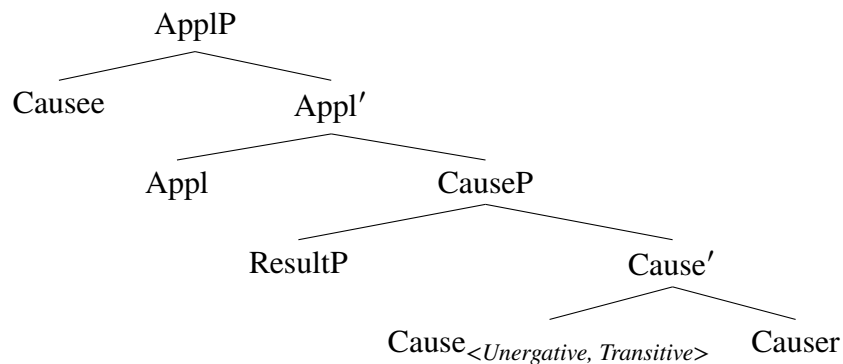 ApplP
Causee Appl′
Appl CauseP
ResultP Cause′
Cause<Unergative, Transitive> Causer